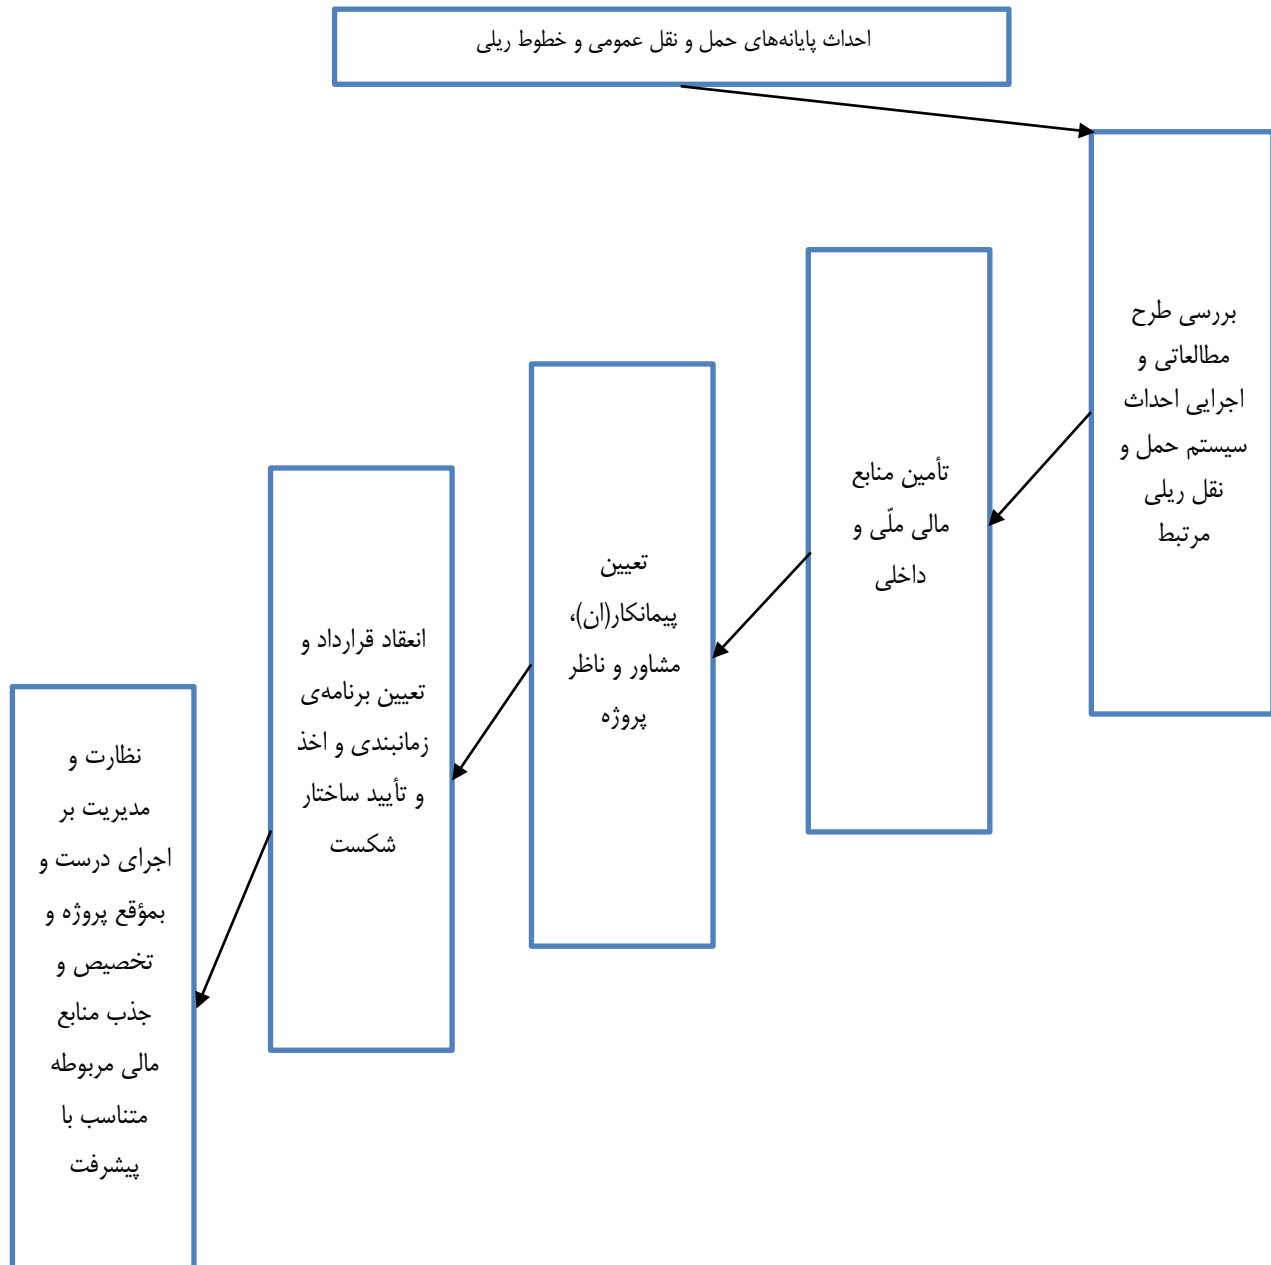 احداث پایانه‌های حمل و نقل عمومی و خطوط ریلی
بررسی طرح
مطالعاتی و
اجرایی احداث
سیستم حمل و
نقل ریلی
مرتبط
تأمین منابع
مالی ملّی و
داخلی
تعیین
پیمانکار(ان)،
مشاور و ناظر
پروژه
انعقاد قرارداد و
تعیین برنامه‌ی
زمانبندی و اخذ
و تأیید ساختار
شکست
نظارت و
مدیریت بر
اجرای درست و
بمؤقع پروژه و
تخصیص و
جذب منابع
مالی مربوطه
متناسب با
پیشرفت